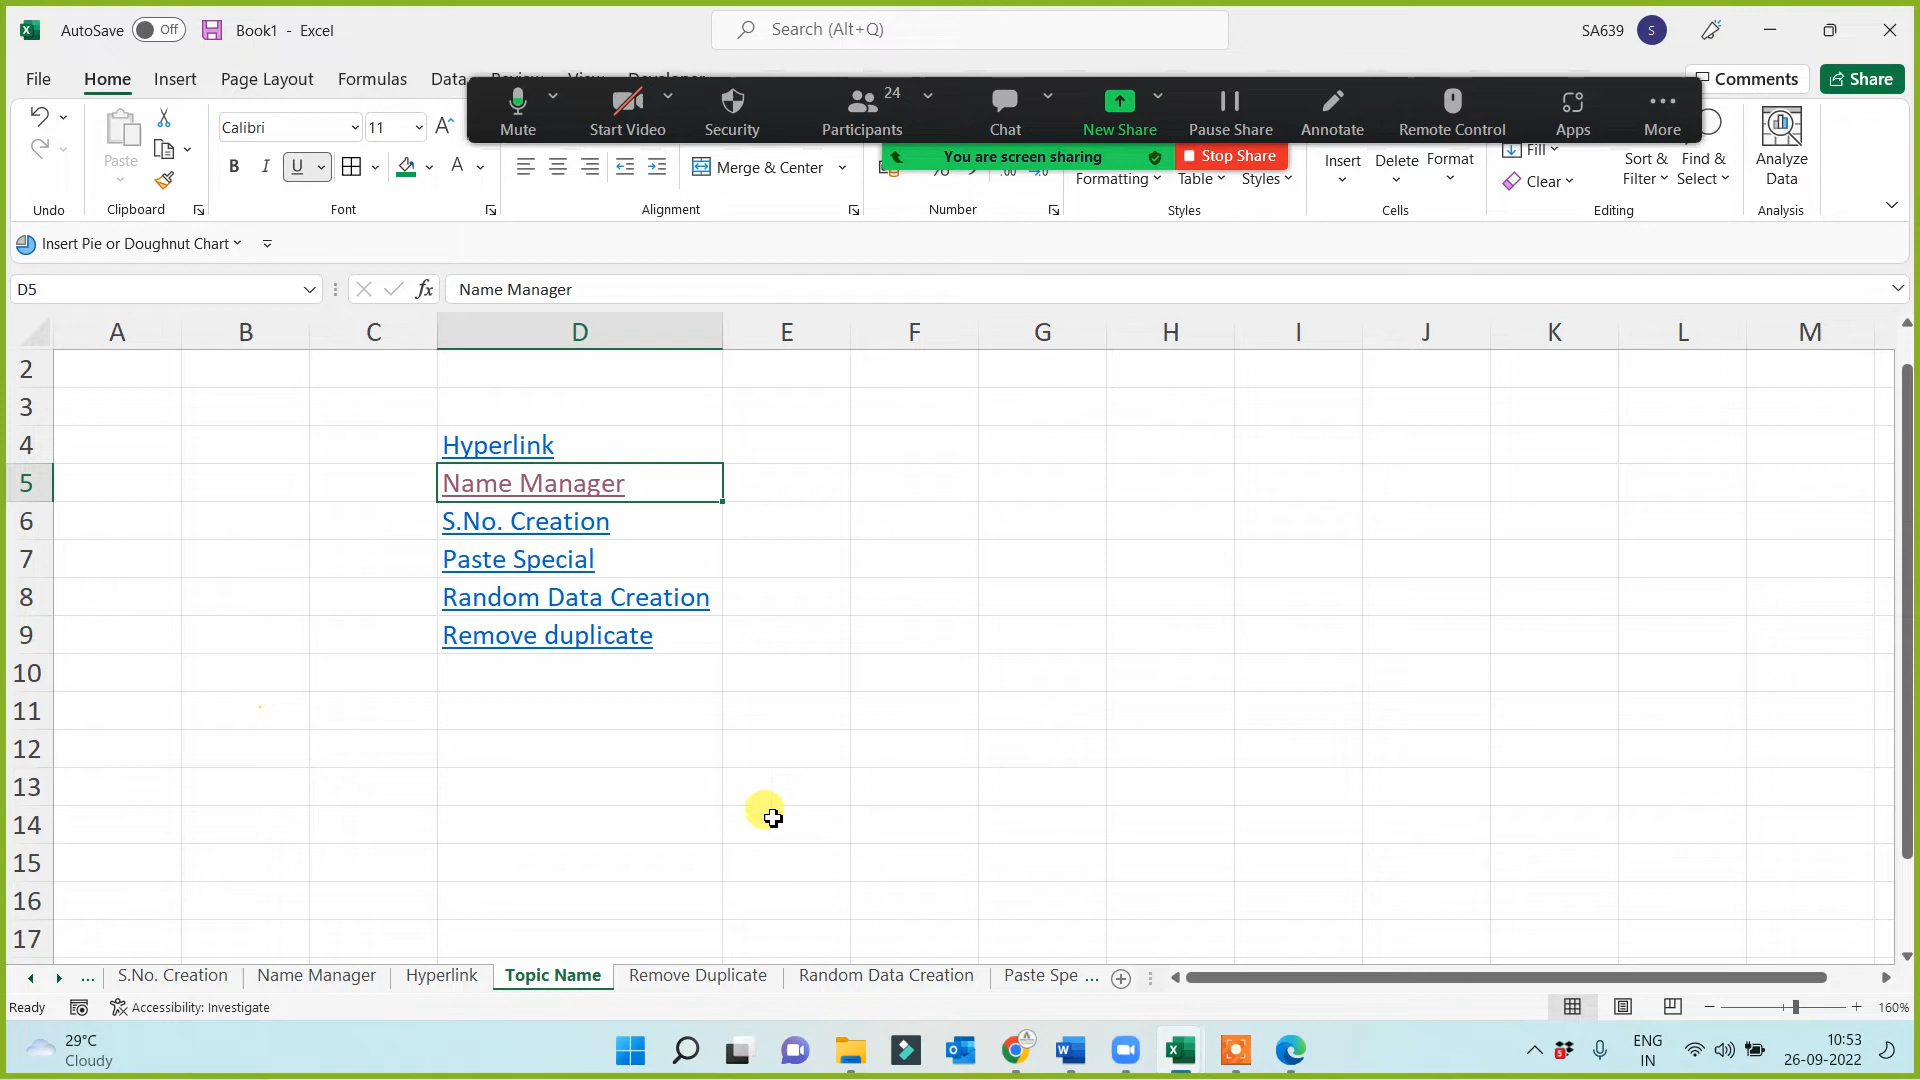 AutoSave Off Book1 - Excel Search (Alt+Q) SA639 S
File Home Insert Page Layout Formulas Data Review View Developer Comments Share
24
Mute Start Video Security Participants Chat New Share Pause Share Annotate Remote Control Apps More
You are screen sharing Stop Share
Paste Calibri 11 Merge & Center Formatting Table Styles Insert Delete Format Fill Clear Sort & Filter Find & Select Analyze Data
B I U
Undo Clipboard Font Alignment Number Styles Cells Editing Analysis
Insert Pie or Doughnut Chart
D5 fx Name Manager
A B C D E F G H I J K L M
2
3
4 Hyperlink
5 Name Manager
6 S.No. Creation
7 Paste Special
8 Random Data Creation
9 Remove duplicate
10
11
12
13
14
15
16
17
... S.No. Creation Name Manager Hyperlink Topic Name Remove Duplicate Random Data Creation Paste Spe ...
Ready Accessibility: Investigate 160%
29°C ENG 10:53
Cloudy IN 26-09-2022